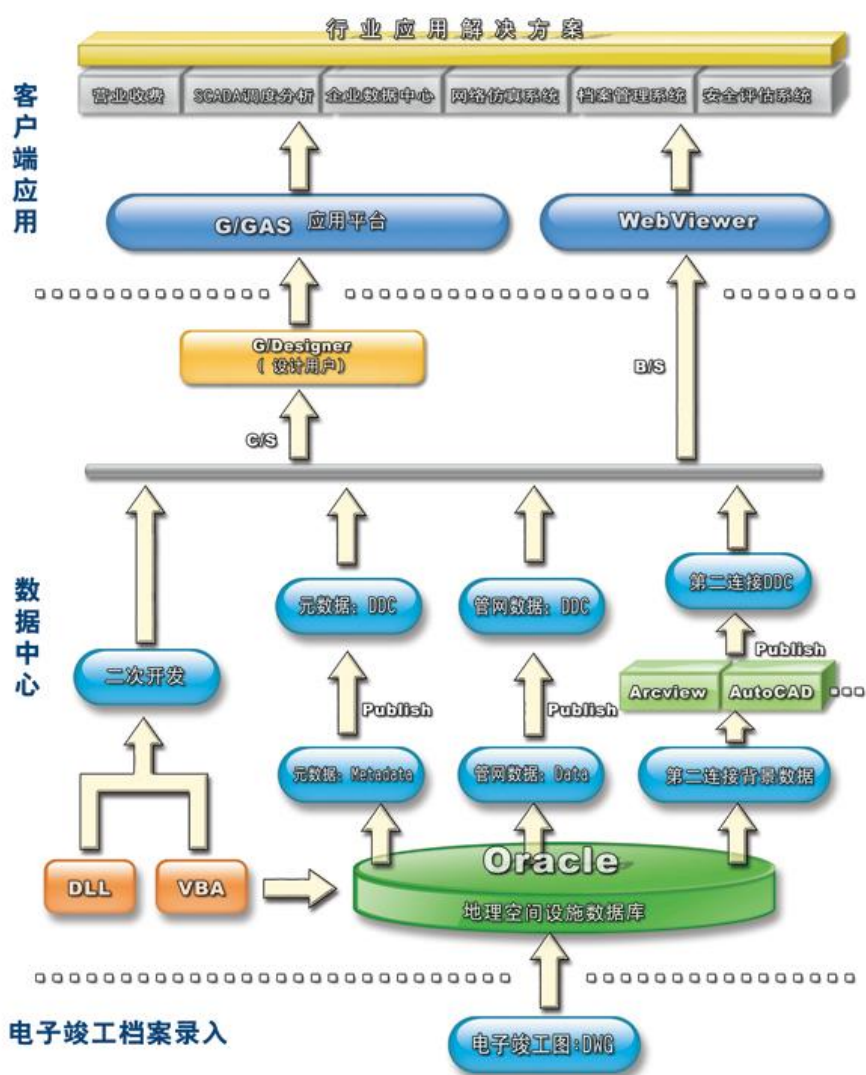 行业应用解决方案
营业收费
SCADA调度分析
企业数据中心
网络仿真系统
档案管理系统
安全评估系统
客户端应用
G/GAS 应用平台
WebViewer
G/Designer
( 设计用户)
B/S
C/S
数据中心
元数据: DDC
管网数据: DDC
第二连接DDC
Publish
二次开发
Arcview
AutoCAD
Publish
Publish
元数据: Metadata
管网数据: Data
第二连接背景数据
Oracle
DLL
VBA
地理空间设施数据库
电子竣工档案录入
电子竣工图:DWG